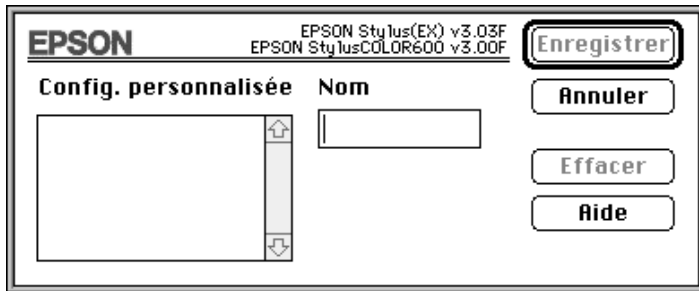 EPSON
EPSON Stylus(EX) v3.03F
EPSON StylusCOLOR600 v3.00F
Enregistrer
Config. personnalisée
Nom
Annuler
Effacer
Aide